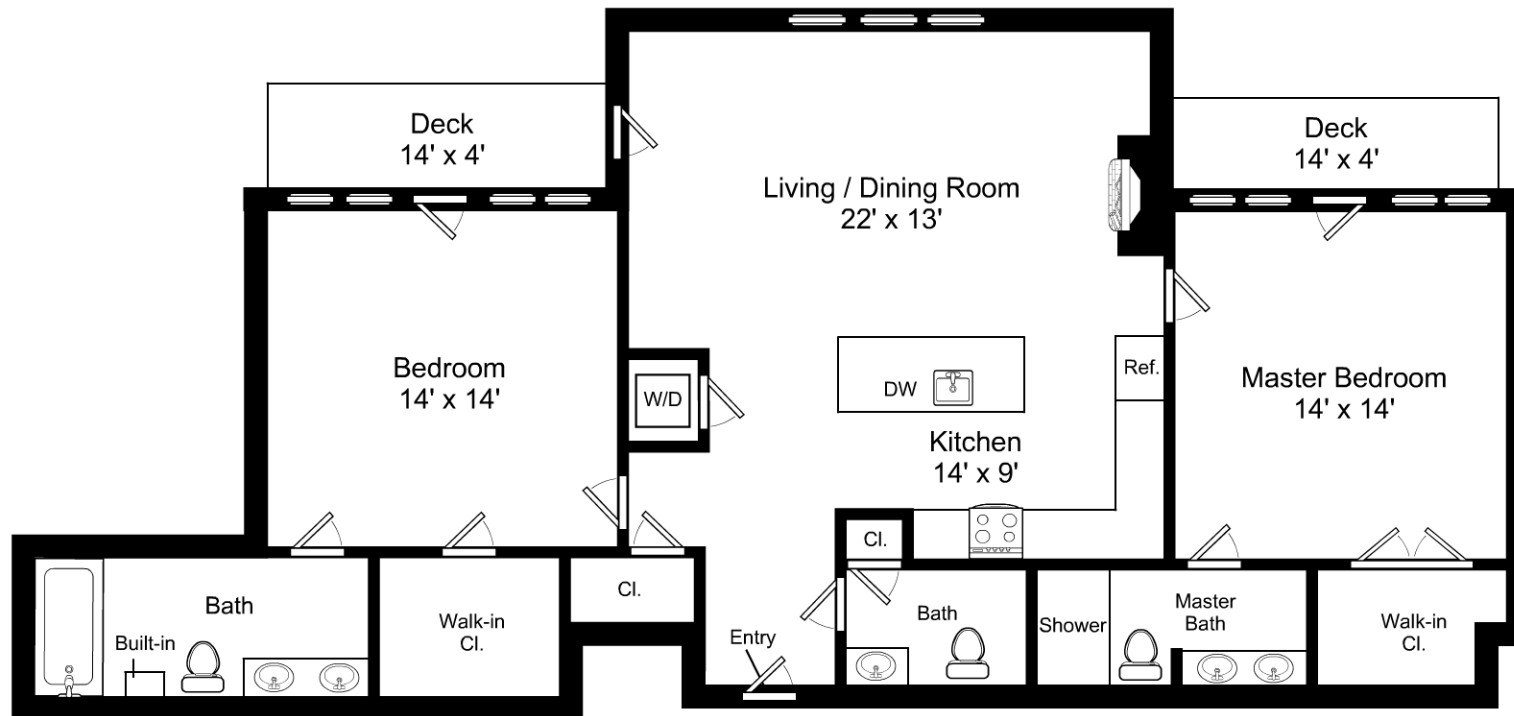 Deck
14' x 4'
Deck
14' x 4'
Living / Dining Room
22' x 13'
Bedroom
14' x 14'
W/D
DW
Ref.
Master Bedroom
14' x 14'
Kitchen
14' x 9'
Cl.
Bath
Built-in
Walk-in
Cl.
Cl.
Entry
Bath
Shower
Master
Bath
Walk-in
Cl.